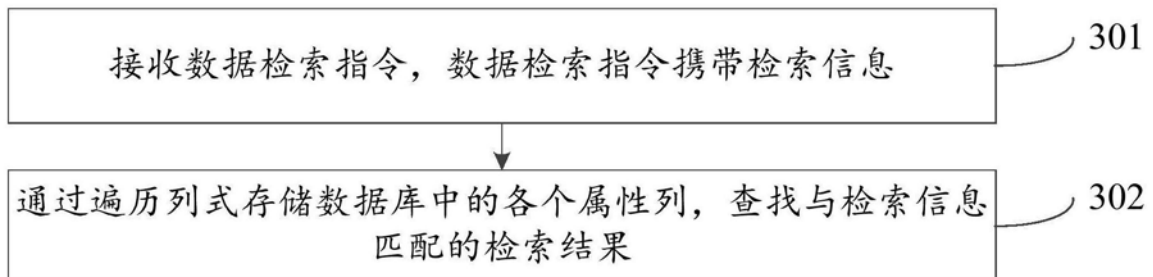 接收数据检索指令，数据检索指令携带检索信息
301
通过遍历列式存储数据库中的各个属性列，查找与检索信息
匹配的检索结果
302